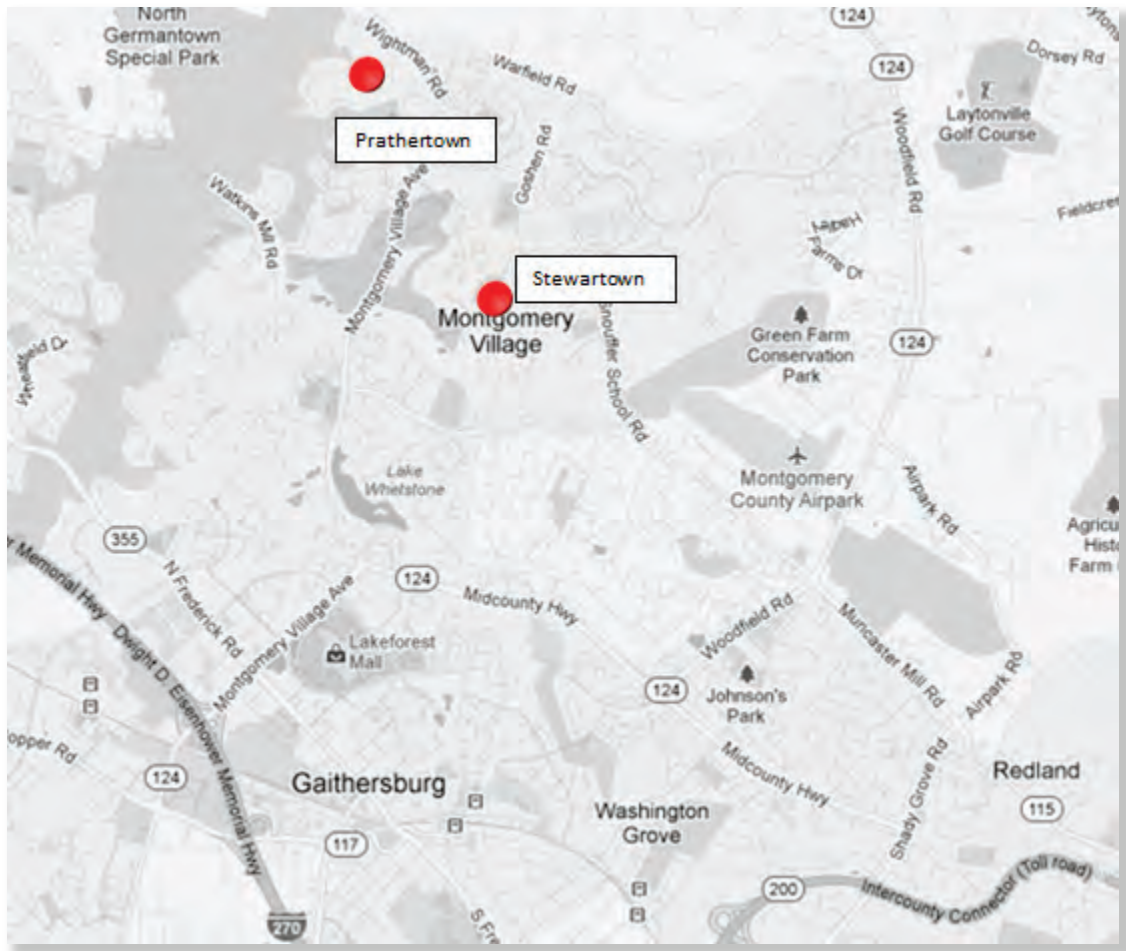 North
Germantown
Special Park
Wightman Rd
Warfield Rd
124
124
Dorsey Rd
Laytonville
Golf Course
Prathertown
Goshen Rd
Woodfield Rd
Watkins Mill Rd
Montgomery Village Ave
Farms Dr
Stewartown
Montgomery
Village
Snouffer School Rd
Green Farm
Conservation
Park
124
Lake
Whetstone
Montgomery
County Airpark
Airpark Rd
355
N Frederick Rd
124
Midcounty Hwy
Woodfield Rd
Muncaster Mill Rd
Memorial Hwy
Dwight D. Eisenhower Memorial Hwy
Montgomery Village Ave
Lakeforest
Mall
124
Johnson's
Park
Airpark Rd
Midcounty Hwy
Shady Grove Rd
Redland
115
124
Gaithersburg
Washington
Grove
117
200
Intercounty Connector (Toll road)
270